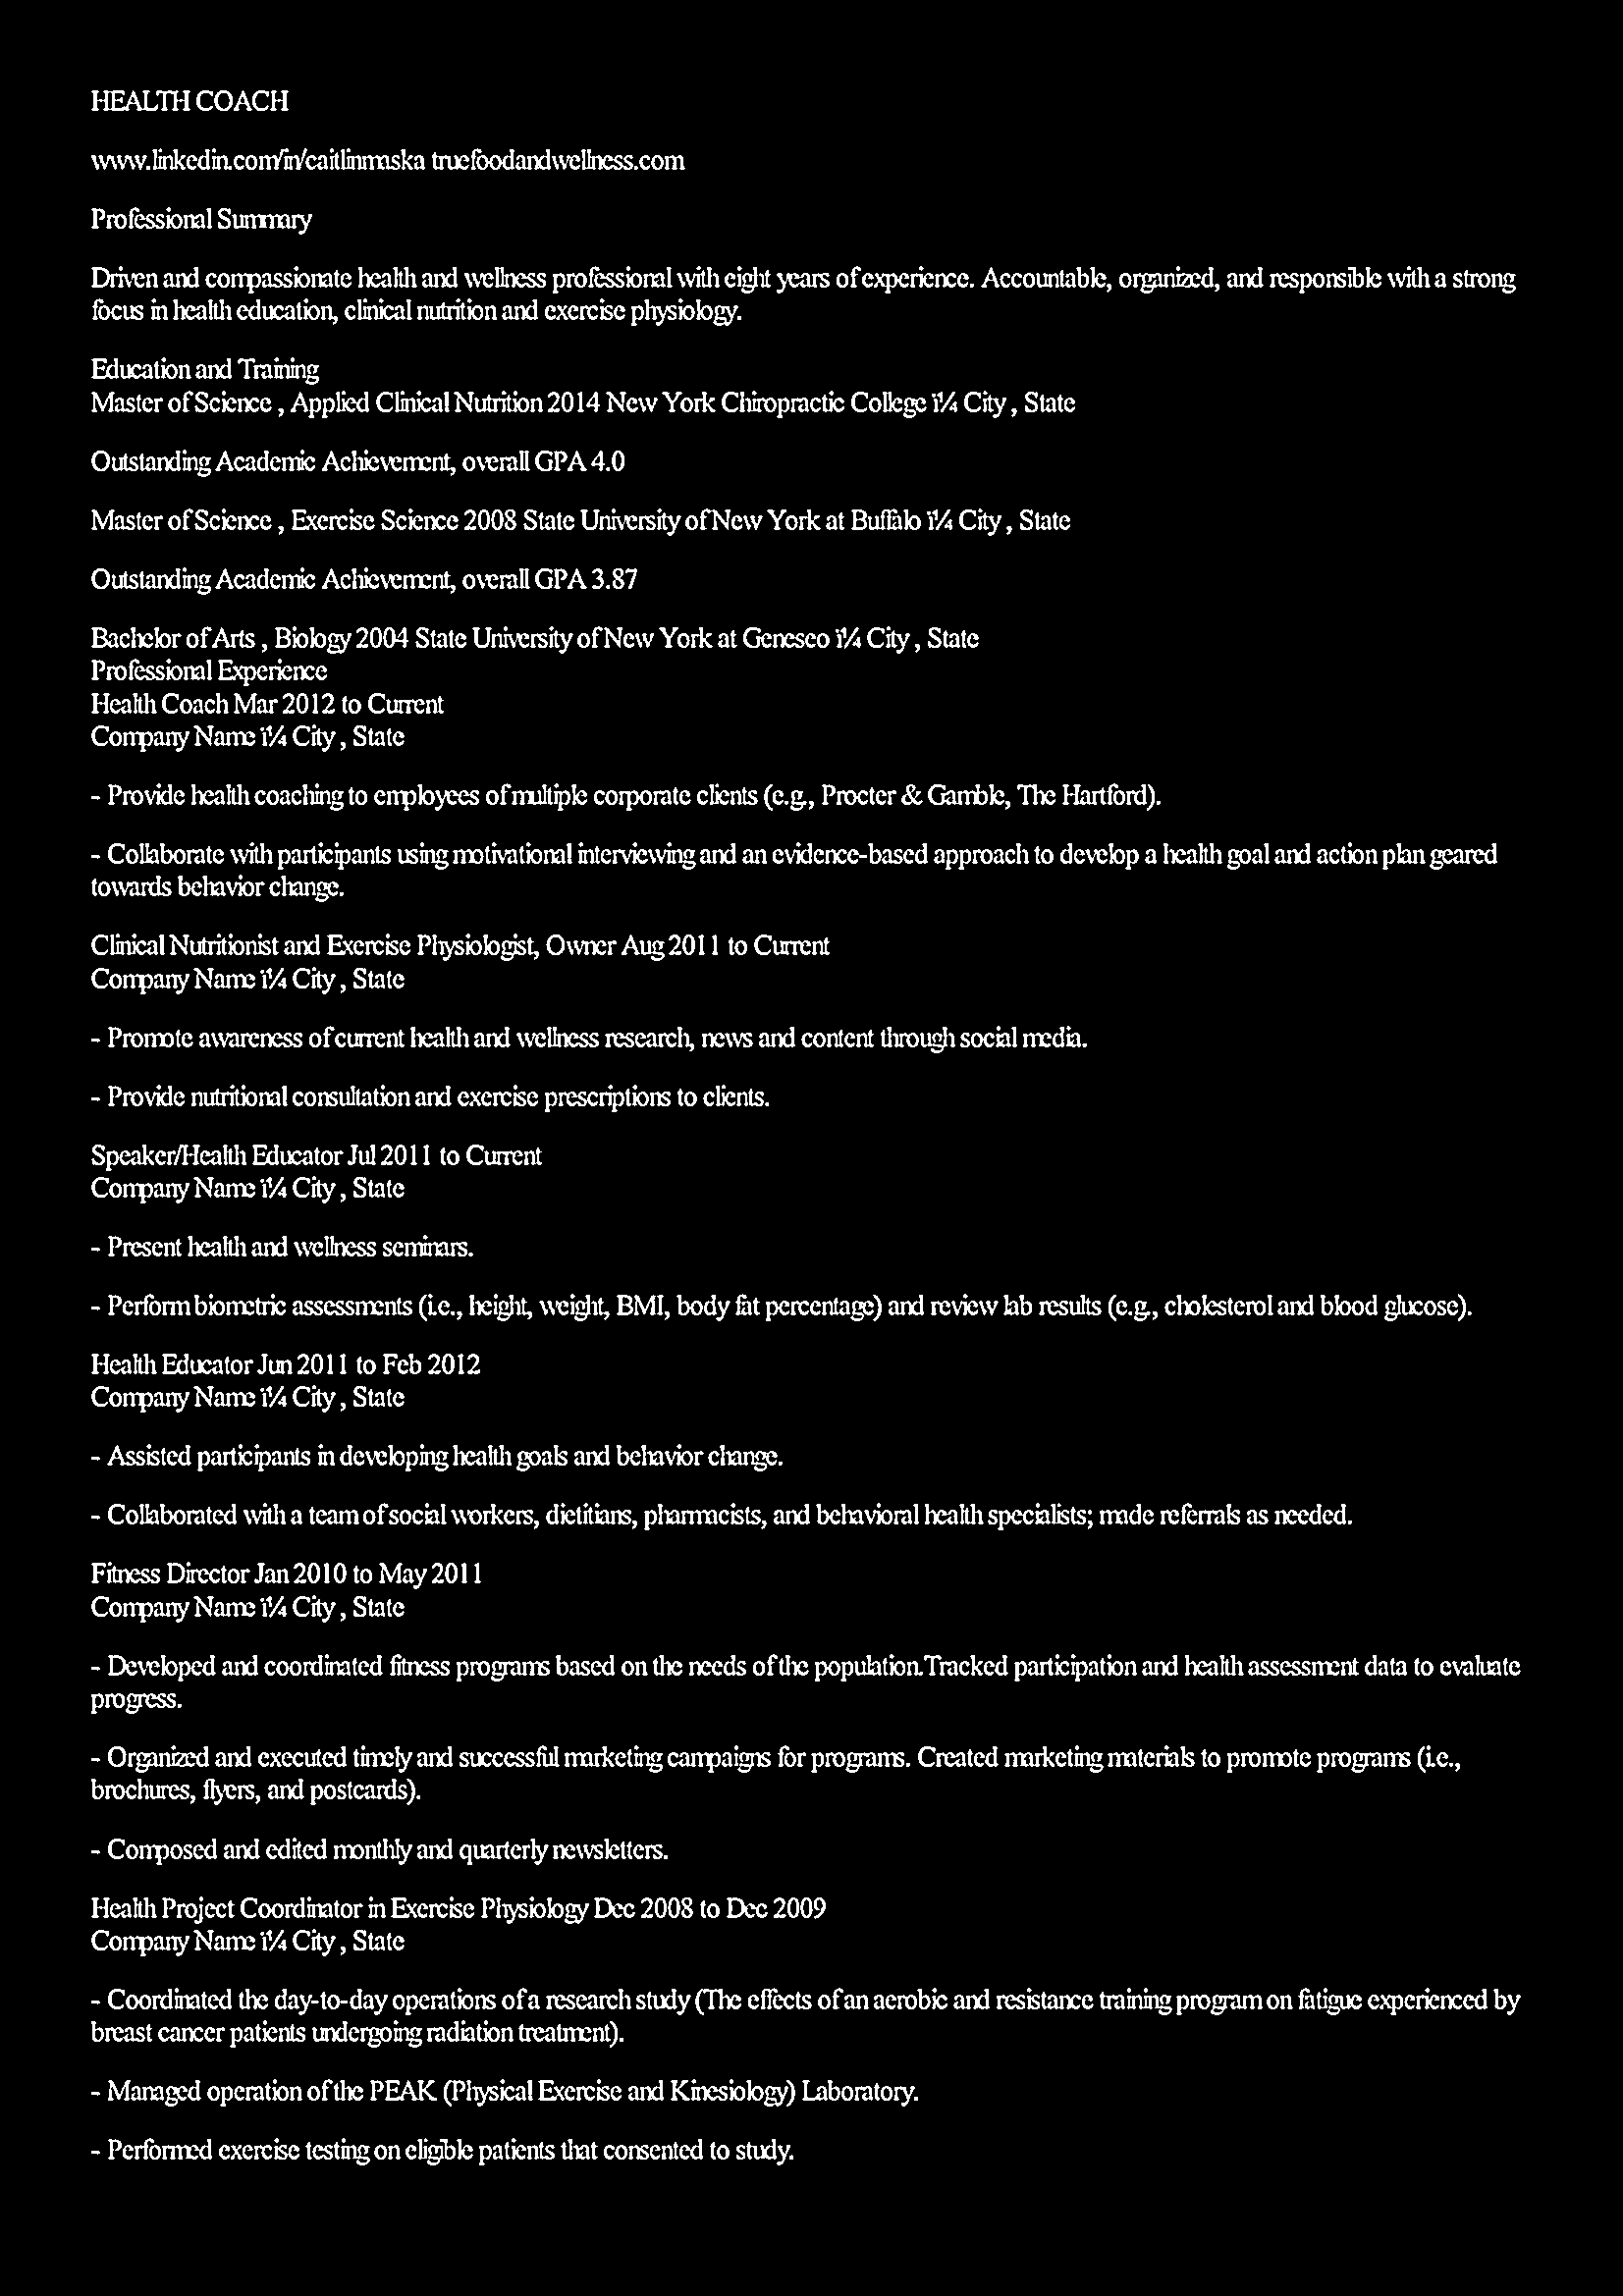 HEALTH COACH
www.linkedin.com/in/caitlinmska truefoodandwellness.com
Professional Summary
Driven and compassionate health and wellness professional with eight years of experience. Accountable, organized, and responsible with a strong
focus in health education, clinical nutrition and exercise physiology.
Education and Training
Master of Science , Applied Clinical Nutrition 2014 New York Chiropractic College ï¼ City , State
Outstanding Academic Achievement, overall GPA 4.0
Master of Science , Exercise Science 2008 State University of New York at Buffalo ï¼ City , State
Outstanding Academic Achievement, overall GPA 3.87
Bachelor of Arts , Biology 2004 State University of New York at Geneseo ï¼ City , State
Professional Experience
Health Coach Mar 2012 to Current
Company Name ï¼ City , State
- Provide health coaching to employees of multiple corporate clients (e.g., Procter & Gamble, The Hartford).
- Collaborate with participants using motivational interviewing and an evidence-based approach to develop a health goal and action plan geared
towards behavior change.
Clinical Nutritionist and Exercise Physiologist, Owner Aug 2011 to Current
Company Name ï¼ City , State
- Promote awareness of current health and wellness research, news and content through social media.
- Provide nutritional consultation and exercise prescriptions to clients.
Speaker/Health Educator Jul 2011 to Current
Company Name ï¼ City , State
- Present health and wellness seminars.
- Perform biometric assessments (i.e., height, weight, BMI, body fat percentage) and review lab results (e.g., cholesterol and blood glucose).
Health Educator Jun 2011 to Feb 2012
Company Name ï¼ City , State
- Assisted participants in developing health goals and behavior change.
- Collaborated with a team of social workers, dietitians, pharmacists, and behavioral health specialists; made referrals as needed.
Fitness Director Jan 2010 to May 2011
Company Name ï¼ City , State
- Developed and coordinated fitness programs based on the needs of the population.Tracked participation and health assessment data to evaluate
progress.
- Organized and executed timely and successful marketing campaigns for programs. Created marketing materials to promote programs (i.e.,
brochures, flyers, and postcards).
- Composed and edited monthly and quarterly newsletters.
Health Project Coordinator in Exercise Physiology Dec 2008 to Dec 2009
Company Name ï¼ City , State
- Coordinated the day-to-day operations of a research study (The effects of an aerobic and resistance training program on fatigue experienced by
breast cancer patients undergoing radiation treatment).
- Managed operation of the PEAK (Physical Exercise and Kinesiology) Laboratory.
- Performed exercise testing on eligible patients that consented to study.